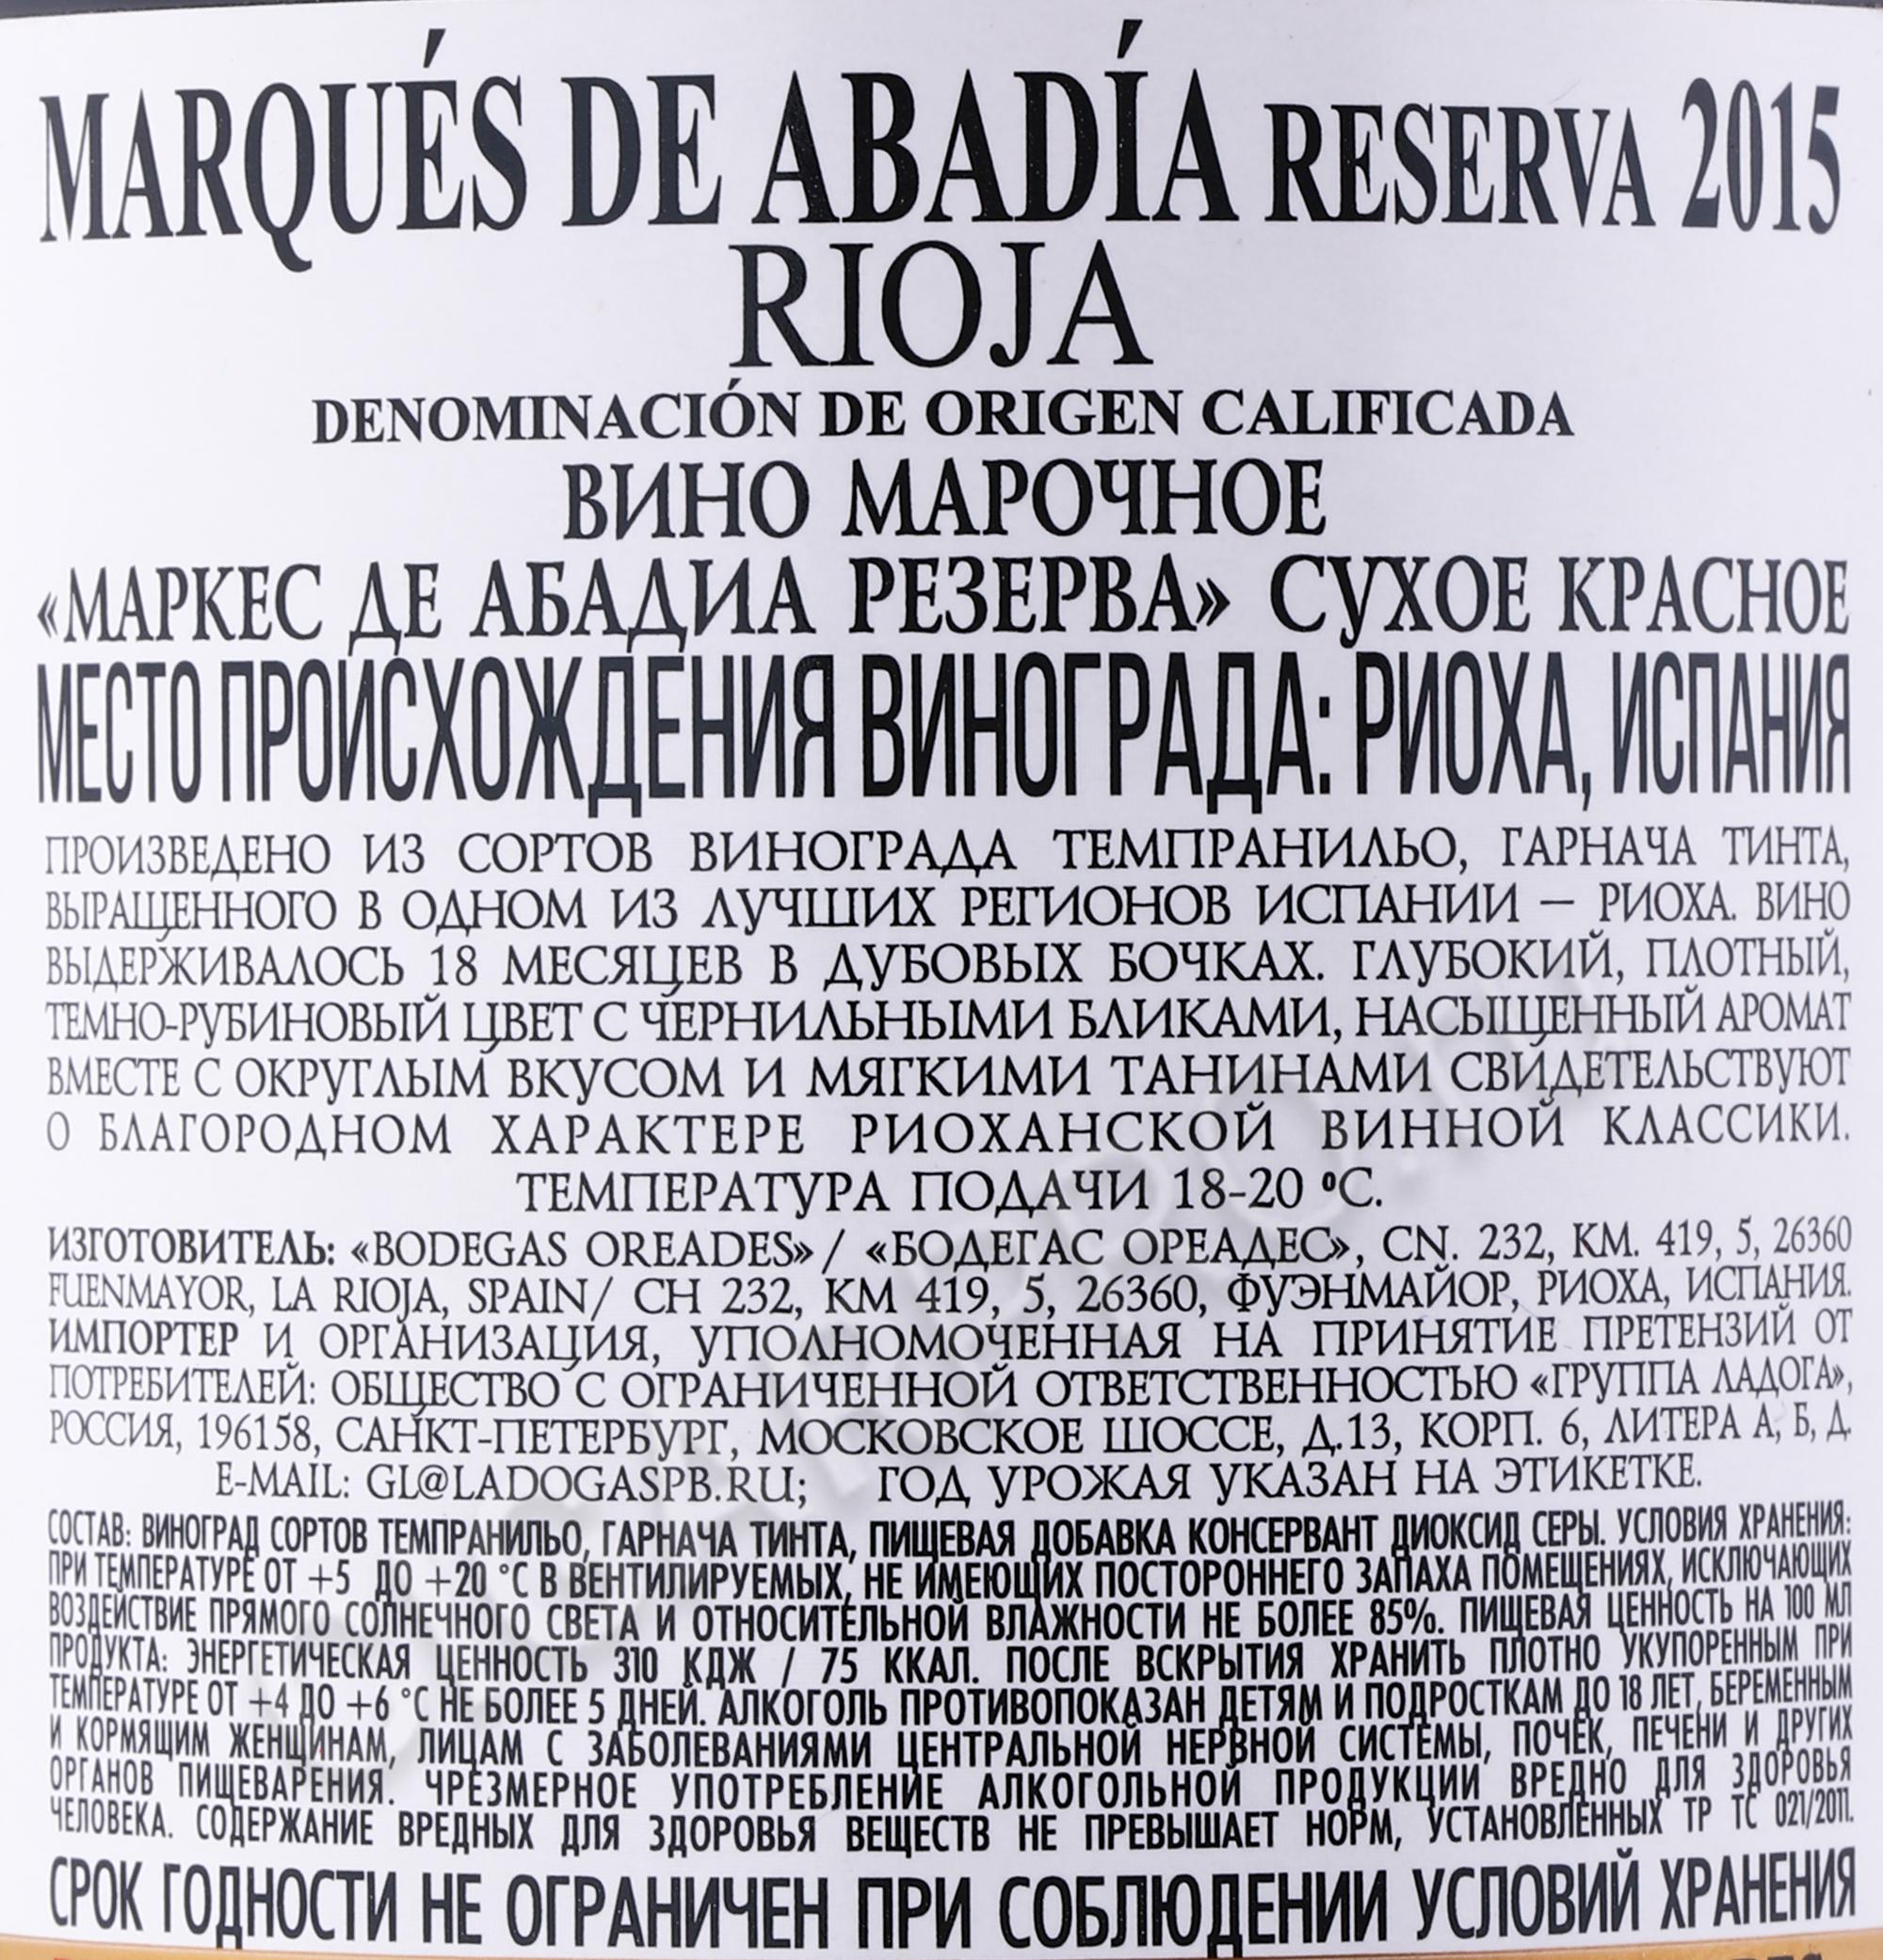 MARQUÉS DE ABADÍA RESERVA 2015
RIOJA
DENOMINACIÓN DE ORIGEN CALIFICADA
ВИНО МАРОЧНОЕ
«МАРКЕС ДЕ АБАДИА РЕЗЕРВА» СУХОЕ КРАСНОЕ
МЕСТО ПРОИСХОЖДЕНИЯ ВИНОГРАДА: РИОХА, ИСПАНИЯ
ПРОИЗВЕДЕНО ИЗ СОРТОВ ВИНОГРАДА ТЕМПРАНИЛЬО, ГАРНАЧА ТИНТА,
ВЫРАЩЕННОГО В ОДНОМ ИЗ ЛУЧШИХ РЕГИОНОВ ИСПАНИИ – РИОХА. ВИНО
ВЫДЕРЖИВАЛОСЬ 18 МЕСЯЦЕВ В ДУБОВЫХ БОЧКАХ. ГЛУБОКИЙ, ПЛОТНЫЙ,
ТЕМНО-РУБИНОВЫЙ ЦВЕТ С ЧЕРНИЛЬНЫМИ БЛИКАМИ, НАСЫЩЕННЫЙ АРОМАТ
ВМЕСТЕ С ОКРУГЛЫМ ВКУСОМ И МЯГКИМИ ТАНИНАМИ СВИДЕТЕЛЬСТВУЮТ
О БЛАГОРОДНОМ ХАРАКТЕРЕ РИОХАНСКОЙ ВИННОЙ КЛАССИКИ.
ТЕМПЕРАТУРА ПОДАЧИ 18-20 °С.
ИЗГОТОВИТЕЛЬ: «BODEGAS OREADES» / «БОДЕГАС ОРЕАДЕС», CN. 232, KM. 419, 5, 26360
FUENMAYOR, LA RIOJA, SPAIN/ СН 232, КМ 419, 5, 26360, ФУЭНМАЙОР, РИОХА, ИСПАНИЯ.
ИМПОРТЕР И ОРГАНИЗАЦИЯ, УПОЛНОМОЧЕННАЯ НА ПРИНЯТИЕ ПРЕТЕНЗИЙ ОТ
ПОТРЕБИТЕЛЕЙ: ОБЩЕСТВО С ОГРАНИЧЕННОЙ ОТВЕТСТВЕННОСТЬЮ «ГРУППА ЛАДОГА»,
РОССИЯ, 196158, САНКТ-ПЕТЕРБУРГ, МОСКОВСКОЕ ШОССЕ, Д.13, КОРП. 6, ЛИТЕРА А, Б, Д.
E-MAIL: GL@LADOGASPB.RU; ГОД УРОЖАЯ УКАЗАН НА ЭТИКЕТКЕ.
СОСТАВ: ВИНОГРАД СОРТОВ ТЕМПРАНИЛЬО, ГАРНАЧА ТИНТА, ПИЩЕВАЯ ДОБАВКА КОНСЕРВАНТ ДИОКСИД СЕРЫ. УСЛОВИЯ ХРАНЕНИЯ:
ПРИ ТЕМПЕРАТУРЕ ОТ +5 ДО +20 °С В ВЕНТИЛИРУЕМЫХ, НЕ ИМЕЮЩИХ ПОСТОРОННЕГО ЗАПАХА ПОМЕЩЕНИЯХ, ИСКЛЮЧАЮЩИХ
ВОЗДЕЙСТВИЕ ПРЯМОГО СОЛНЕЧНОГО СВЕТА И ОТНОСИТЕЛЬНОЙ ВЛАЖНОСТИ НЕ БОЛЕЕ 85%. ПИЩЕВАЯ ЦЕННОСТЬ НА 100 МЛ
ПРОДУКТА: ЭНЕРГЕТИЧЕСКАЯ ЦЕННОСТЬ 310 КДЖ / 75 ККАЛ. ПОСЛЕ ВСКРЫТИЯ ХРАНИТЬ ПЛОТНО УКУПОРЕННЫМ ПРИ
ТЕМПЕРАТУРЕ ОТ +4 ДО +6 °С НЕ БОЛЕЕ 5 ДНЕЙ. АЛКОГОЛЬ ПРОТИВОПОКАЗАН ДЕТЯМ И ПОДРОСТКАМ ДО 18 ЛЕТ, БЕРЕМЕННЫМ
И КОРМЯЩИМ ЖЕНЩИНАМ, ЛИЦАМ С ЗАБОЛЕВАНИЯМИ ЦЕНТРАЛЬНОЙ НЕРВНОЙ СИСТЕМЫ, ПОЧЕК, ПЕЧЕНИ И ДРУГИХ
ОРГАНОВ ПИЩЕВАРЕНИЯ. ЧРЕЗМЕРНОЕ УПОТРЕБЛЕНИЕ АЛКОГОЛЬНОЙ ПРОДУКЦИИ ВРЕДНО ДЛЯ ЗДОРОВЬЯ
ЧЕЛОВЕКА. СОДЕРЖАНИЕ ВРЕДНЫХ ДЛЯ ЗДОРОВЬЯ ВЕЩЕСТВ НЕ ПРЕВЫШАЕТ НОРМ, УСТАНОВЛЕННЫХ ТР ТС 021/2011.
СРОК ГОДНОСТИ НЕ ОГРАНИЧЕН ПРИ СОБЛЮДЕНИИ УСЛОВИЙ ХРАНЕНИЯ